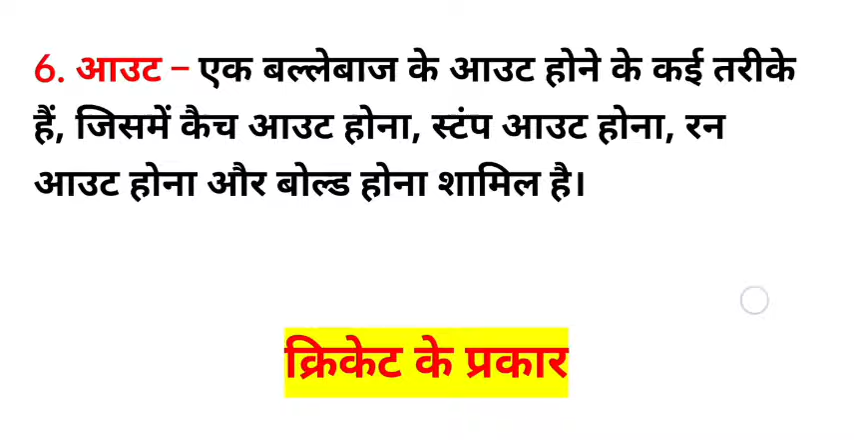 6. आउट – एक बल्लेबाज के आउट होने के कई तरीके
हैं, जिसमें कैच आउट होना, स्टंप आउट होना, रन
आउट होना और बोल्ड होना शामिल है।
क्रिकेट के प्रकार